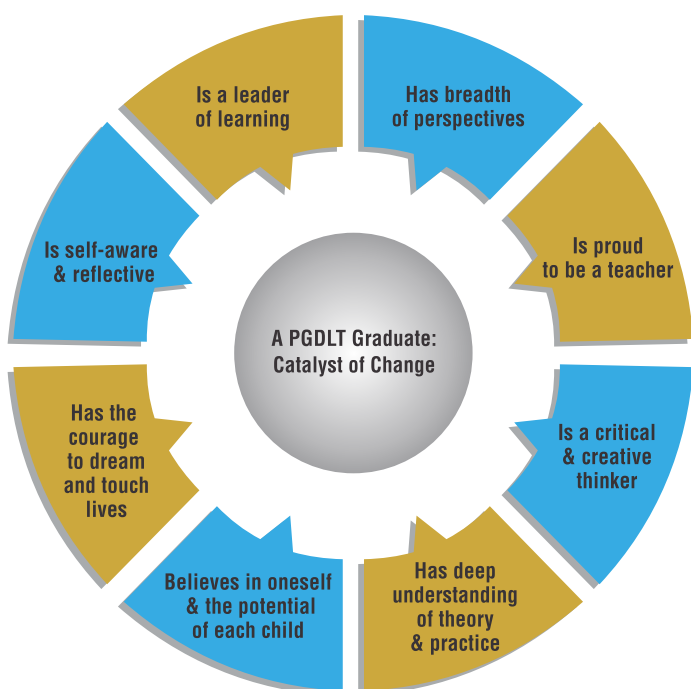 Is a leader
of learning
Has breadth
of perspectives
Is proud
to be a teacher
Is a critical
& creative
thinker
Has deep
understanding
of theory
& practice
Believes in oneself
& the potential
of each child
Has the
courage
to dream
and touch
lives
Is self-aware
& reflective
A PGDLT Graduate:
Catalyst of Change